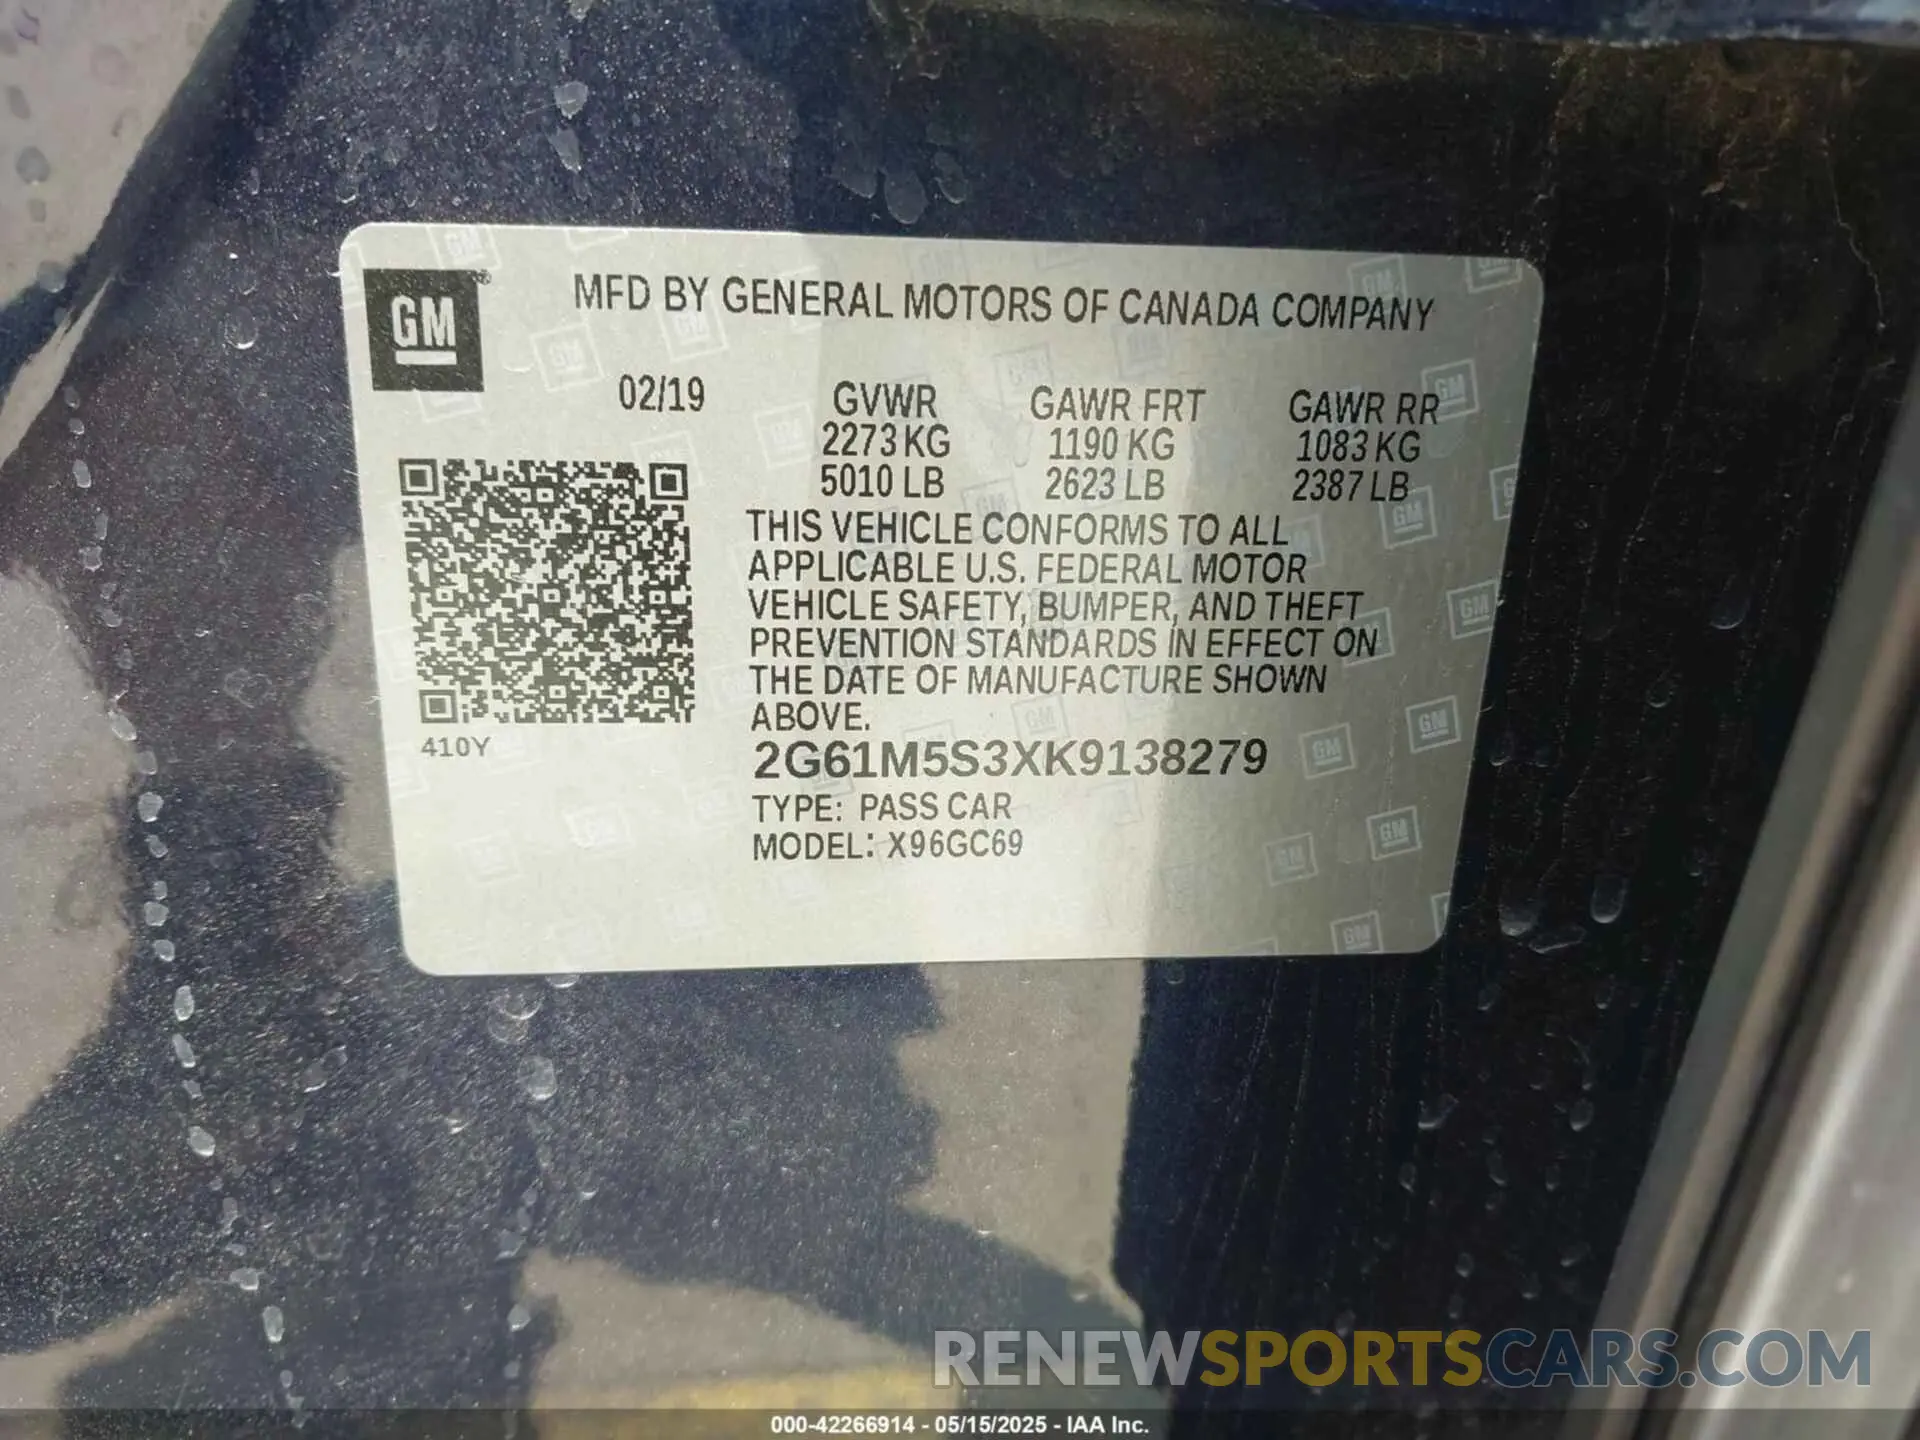 GM
MFD BY GENERAL MOTORS OF CANADA COMPANY
02/19
GVWR GAWR FRT GAWR RR
2273 KG 1190 KG 1083 KG
5010 LB 2623 LB 2387 LB
THIS VEHICLE CONFORMS TO ALL
APPLICABLE U.S. FEDERAL MOTOR
VEHICLE SAFETY, BUMPER, AND THEFT
PREVENTION STANDARDS IN EFFECT ON
THE DATE OF MANUFACTURE SHOWN
ABOVE.
410Y
2G61M5S3XK9138279
TYPE: PASS CAR
MODEL: X96GC69
RENEWSPORTSCARS.COM
000-42266914 - 05/15/2025 - IAA Inc.